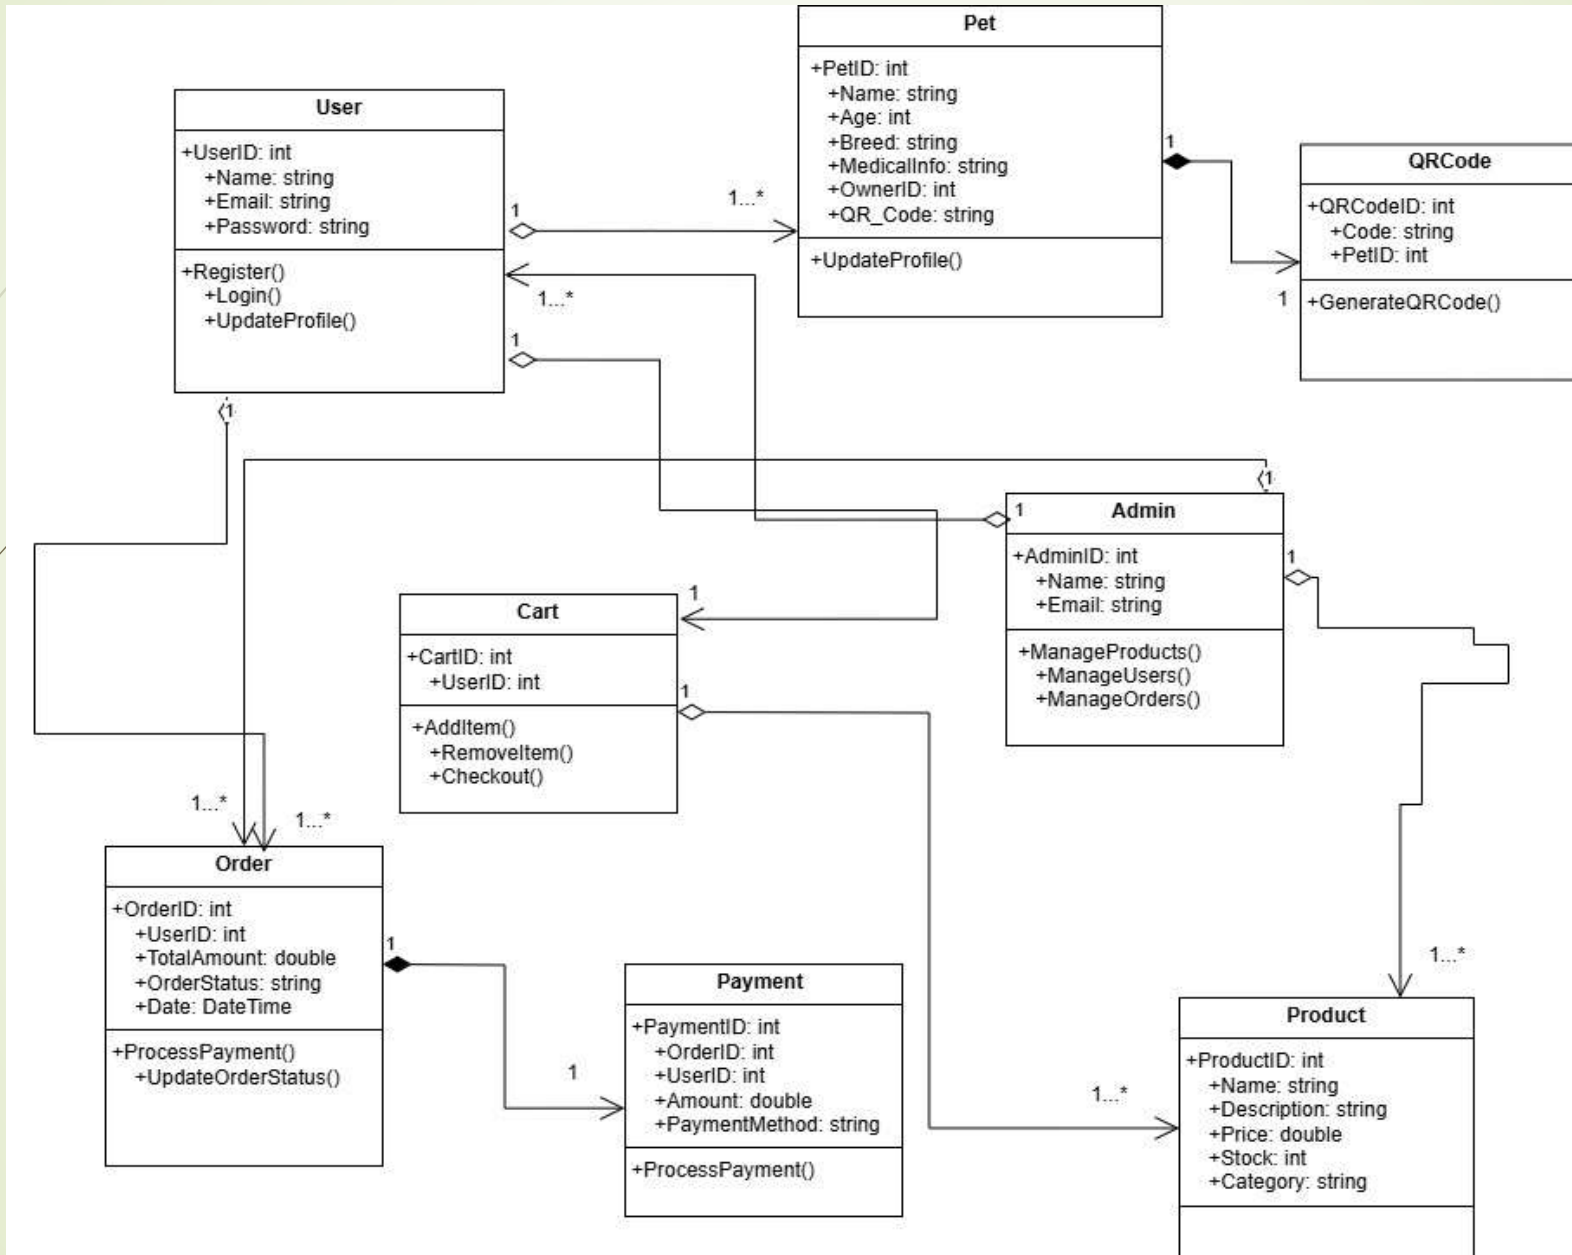 Pet
+PetID: int
+Name: string
+Age: int
+Breed: string
+MedicalInfo: string
+OwnerID: int
+QR_Code: string
+UpdateProfile()
User
+UserID: int
+Name: string
+Email: string
+Password: string
+Register()
+Login()
+UpdateProfile()
1
1...*
1
QRCode
+QRCodeID: int
+Code: string
+PetID: int
1
+GenerateQRCode()
1...*
1
1
1
1
Admin
+AdminID: int
+Name: string
+Email: string
+ManageProducts()
+ManageUsers()
+ManageOrders()
1
1
Cart
+CartID: int
+UserID: int
+AddItem()
+RemoveItem()
+Checkout()
1
1...*
1...*
Order
+OrderID: int
+UserID: int
+TotalAmount: double
+OrderStatus: string
+Date: DateTime
+ProcessPayment()
+UpdateOrderStatus()
1
1
Payment
+PaymentID: int
+OrderID: int
+UserID: int
+Amount: double
+PaymentMethod: string
+ProcessPayment()
1...*
1...*
Product
+ProductID: int
+Name: string
+Description: string
+Price: double
+Stock: int
+Category: string